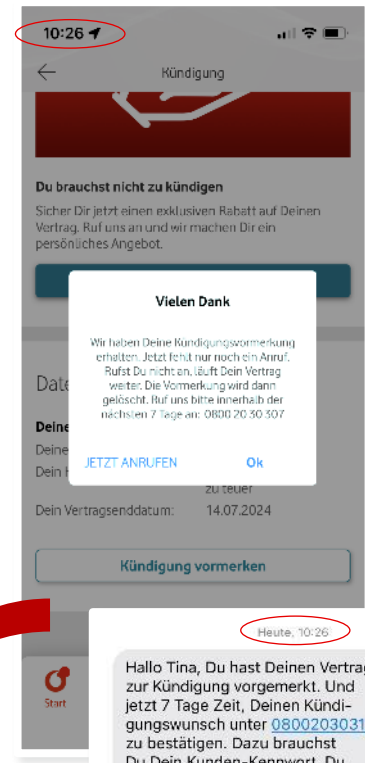 10:26
Kündigung
Du brauchst nicht zu kündigen
Sicher Dir jetzt einen exklusiven Rabatt auf Deinen
Vertrag. Ruf uns an und wir machen Dir ein
persönliches Angebot.
Vielen Dank
Wir haben Deine Kündigungsvormerkung
erhalten. Jetzt fehlt nur noch ein Anruf.
Rufst Du nicht an, läuft Dein Vertrag
weiter. Die Vormerkung wird dann
gelöscht. Ruf uns bitte innerhalb der
nächsten 7 Tage an: 0800 20 30 307
JETZT ANRUFEN Ok
Date
Deine
Deine
Dein
zu teuer
Dein Vertragsenddatum: 14.07.2024
Kündigung vormerken
Start
Heute, 10:26
Hallo Tina, Du hast Deinen Vertrag
zur Kündigung vorgemerkt. Und
jetzt 7 Tage Zeit, Deinen Kündi-
gungswunsch unter 0800203031
zu bestätigen. Dazu brauchst
Du Dein Kunden-Kennwort. Du